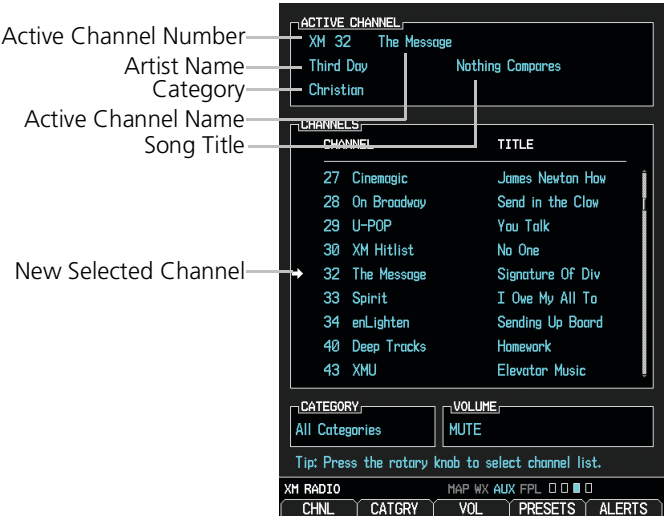 ACTIVE CHANNEL
Active Channel Number
XM 32 The Message
Artist Name
Third Day Nothing Compares
Category
Christian
Active Channel Name
Song Title
CHANNELS
CHANNEL TITLE
27 Cinemagic James Newton How
28 On Broadway Send in the Clow
29 U-POP You Talk
30 XM Hitlist No One
New Selected Channel
32 The Message Signature Of Div
33 Spirit I Owe My All To
34 enLighten Sending Up Board
40 Deep Tracks Homework
43 XMU Elevator Music
CATEGORY VOLUME
All Categories MUTE
Tip: Press the rotary knob to select channel list.
XM RADIO MAP WX AUX FPL
CHNL CATGRY VOL PRESETS ALERTS